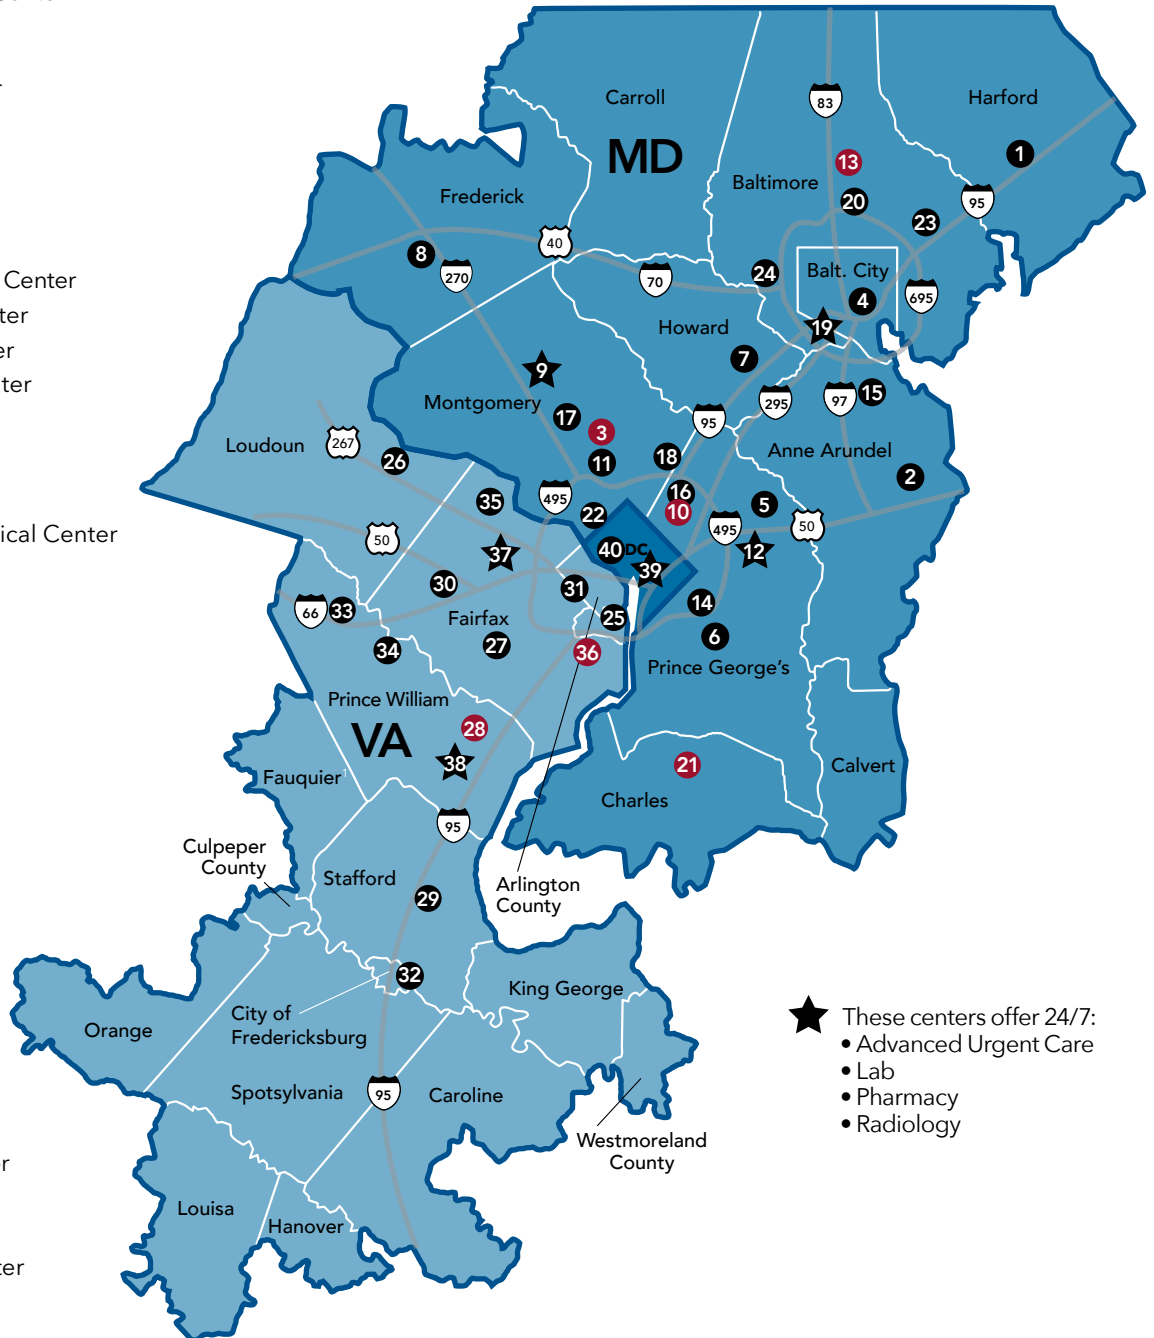 Carroll
83
Harford
MD
13
1
Baltimore
Frederick
20
95
23
40
8
270
70
24
Balt. City
Center
4
695
ter
19
Howard
er
7
9
ter
295
97
15
Montgomery
17
3
95
Loudoun
267
26
11
18
Anne Arundel
2
35
495
16
5
22
10
495
50
ical Center
50
37
40
DC
39
12
30
31
66
33
14
Fairfax
25
34
27
36
6
Prince George's
Prince William
28
VA
38
21
Calvert
Fauquier1
Charles
95
Culpeper
County
Stafford
29
Arlington
County
32
King George
City of
Fredericksburg
Orange
Spotsylvania
95
Caroline
Westmoreland
County
Louisa
Hanover
r
ter
These centers offer 24/7:
• Advanced Urgent Care
• Lab
• Pharmacy
• Radiology